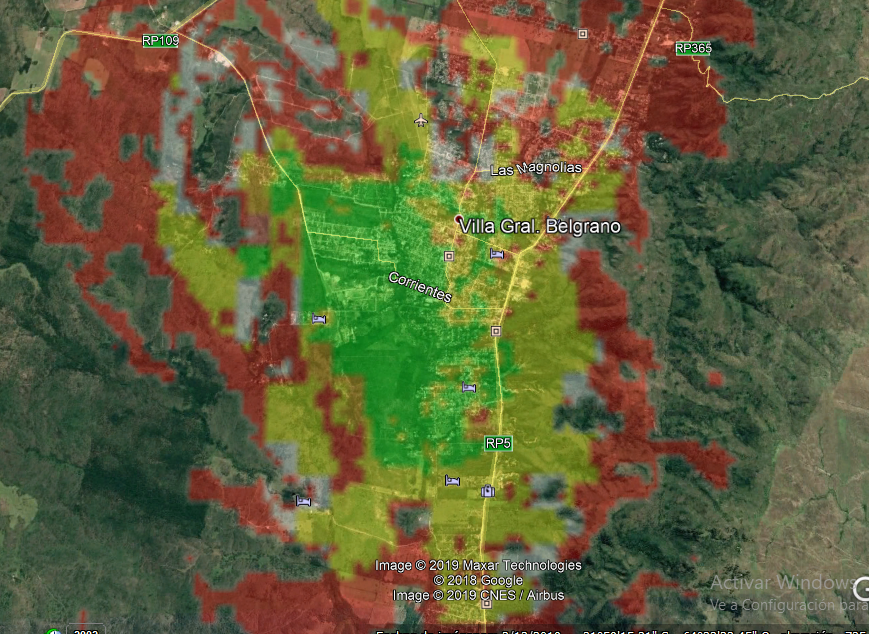 RP109
RP365
Las Magnolias
Villa Gral. Belgrano
Corrientes
RP5
Image © 2019 Maxar Technologies
© 2018 Google
Image © 2019 CNES / Airbus
Activar Windows
G
Ve a Configuración para
2003